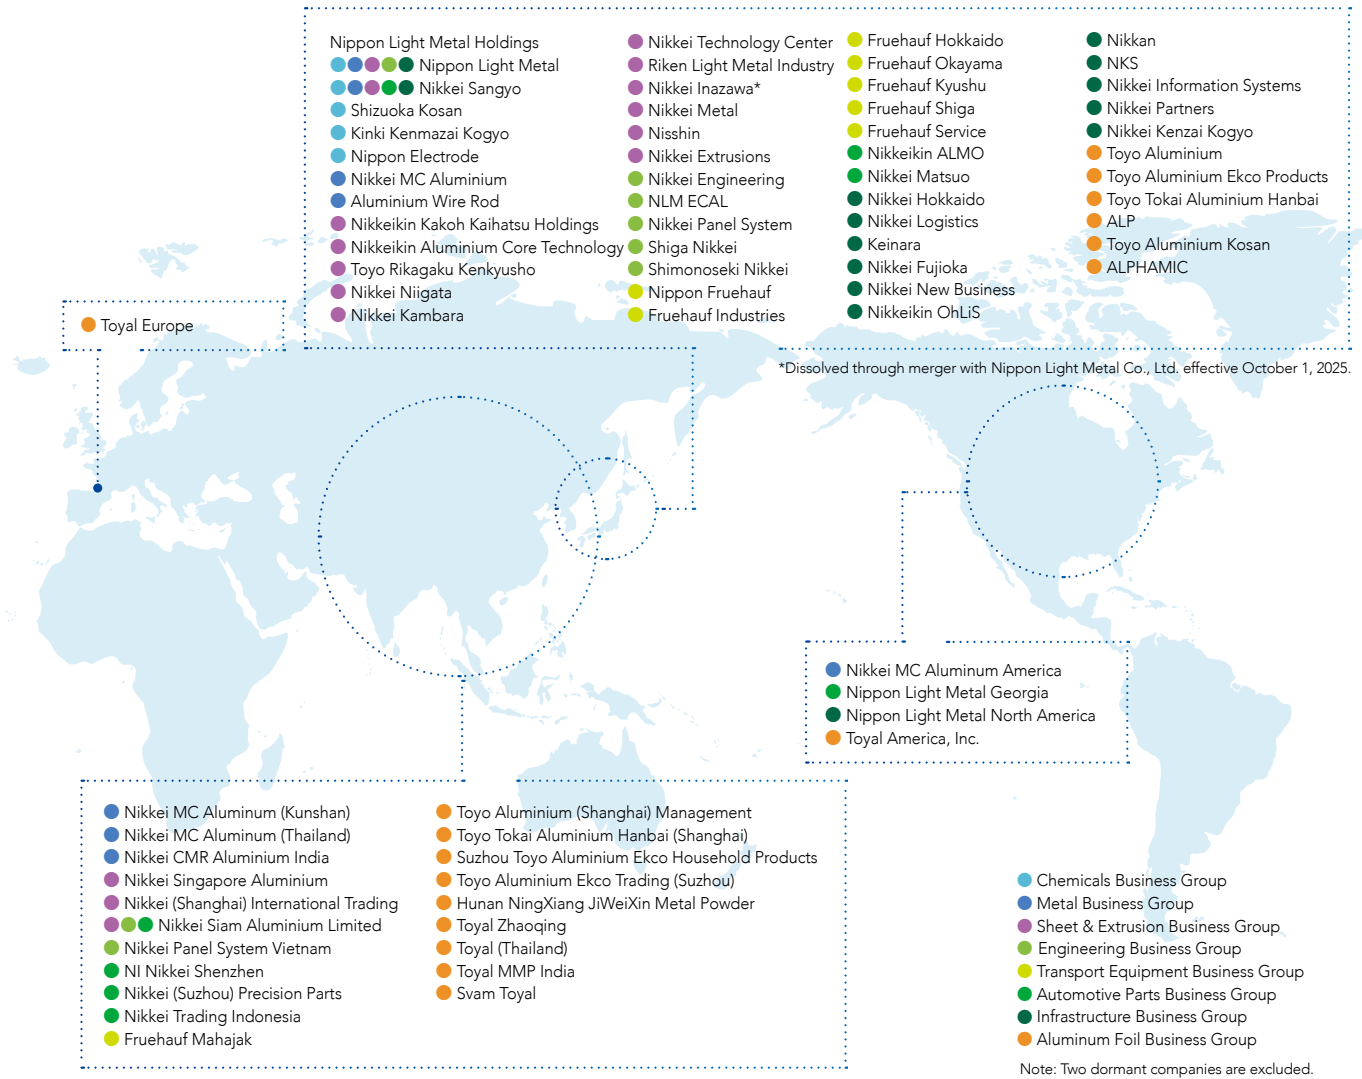 Nippon Light Metal Holdings
Nippon Light Metal
Nikkei Sangyo
Shizuoka Kosan
Kinki Kenmazai Kogyo
Nippon Electrode
Nikkei MC Aluminium
Aluminium Wire Rod
Nikkeikin Kakoh Kaihatsu Holdings
Nikkeikin Aluminium Core Technology
Toyo Rikagaku Kenkyusho
Nikkei Niigata
Nikkei Kambara
Nikkei Technology Center
Riken Light Metal Industry
Nikkei Inazawa*
Nikkei Metal
Nisshin
Nikkei Extrusions
Nikkei Engineering
NLM ECAL
Nikkei Panel System
Shiga Nikkei
Shimonoseki Nikkei
Nippon Fruehauf
Fruehauf Industries
Fruehauf Hokkaido
Fruehauf Okayama
Fruehauf Kyushu
Fruehauf Shiga
Fruehauf Service
Nikkeikin ALMO
Nikkei Matsuo
Nikkei Hokkaido
Nikkei Logistics
Keinara
Nikkei Fujioka
Nikkei New Business
Nikkeikin OhLiS
Nikkan
NKS
Nikkei Information Systems
Nikkei Partners
Nikkei Kenzai Kogyo
Toyo Aluminium
Toyo Aluminium Ekco Products
Toyo Tokai Aluminium Hanbai
ALP
Toyo Aluminium Kosan
ALPHAMIC
*Dissolved through merger with Nippon Light Metal Co., Ltd. effective October 1, 2025.
Toyal Europe
Nikkei MC Aluminum America
Nippon Light Metal Georgia
Nippon Light Metal North America
Toyal America, Inc.
Nikkei MC Aluminum (Kunshan)
Nikkei MC Aluminum (Thailand)
Nikkei CMR Aluminium India
Nikkei Singapore Aluminium
Nikkei (Shanghai) International Trading
Nikkei Siam Aluminium Limited
Nikkei Panel System Vietnam
NI Nikkei Shenzhen
Nikkei (Suzhou) Precision Parts
Nikkei Trading Indonesia
Fruehauf Mahajak
Toyo Aluminium (Shanghai) Management
Toyo Tokai Aluminium Hanbai (Shanghai)
Suzhou Toyo Aluminium Ekco Household Products
Toyo Aluminium Ekco Trading (Suzhou)
Hunan NingXiang JiWeiXin Metal Powder
Toyal Zhaoqing
Toyal (Thailand)
Toyal MMP India
Svam Toyal
Chemicals Business Group
Metal Business Group
Sheet & Extrusion Business Group
Engineering Business Group
Transport Equipment Business Group
Automotive Parts Business Group
Infrastructure Business Group
Aluminum Foil Business Group
Note: Two dormant companies are excluded.